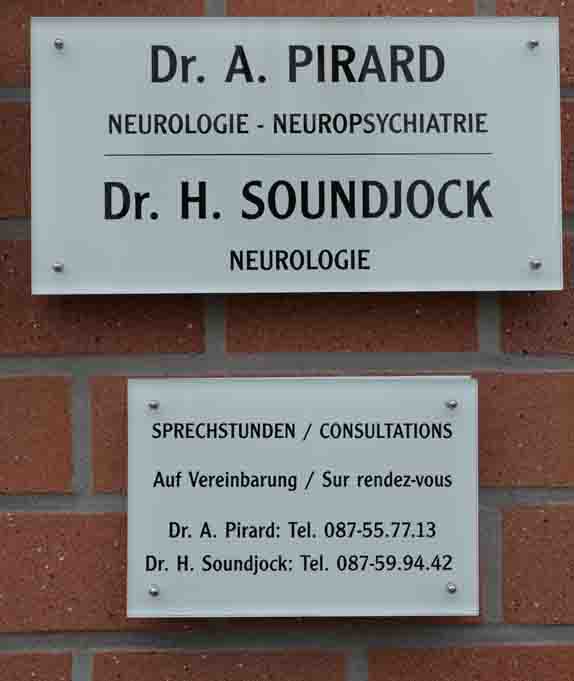 Dr. A. PIRARD
NEUROLOGIE - NEUROPSYCHIATRIE
Dr. H. SOUNDJOCK
NEUROLOGIE
SPRECHSTUNDEN / CONSULTATIONS
Auf Vereinbarung / Sur rendez-vous
Dr. A. Pirard: Tel. 087-55.77.13
Dr. H. Soundjock: Tel. 087-59.94.42